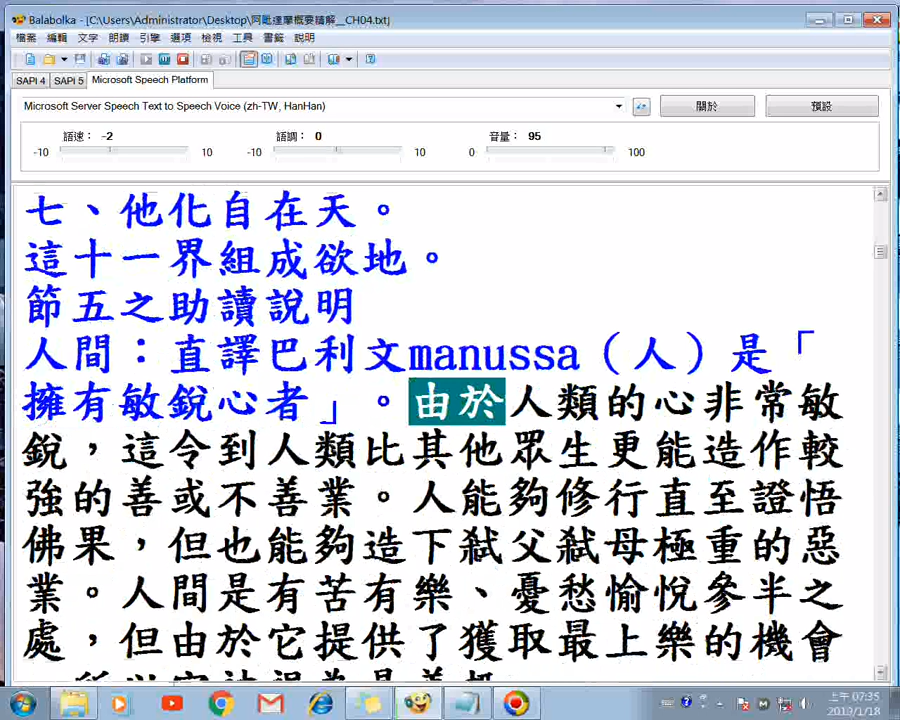 Balabolka - [C:\Users\Administrator\Desktop\阿毗達摩概要精解__CH04.txt]
檔案 編輯 文字 朗讀 引擎 選項 檢視 工具 書籤 說明
SAPI 4 SAPI 5 Microsoft Speech Platform
Microsoft Server Speech Text to Speech Voice (zh-TW, HanHan) 關於 預設
語速： -2 語調： 0 音量： 95
-10 10 -10 10 0 100
七、他化自在天。
這十一界組成欲地。
節五之助讀說明
人間：直譯巴利文manussa（人）是「
擁有敏銳心者」。由於人類的心非常敏
銳，這令到人類比其他眾生更能造作較
強的善或不善業。人能夠修行直至證悟
佛果，但也能夠造下弒父弒母極重的惡
業。人間是有苦有樂、憂愁愉悅參半之
處，但由於它提供了獲取最上樂的機會
上午 07:35
2019/1/18